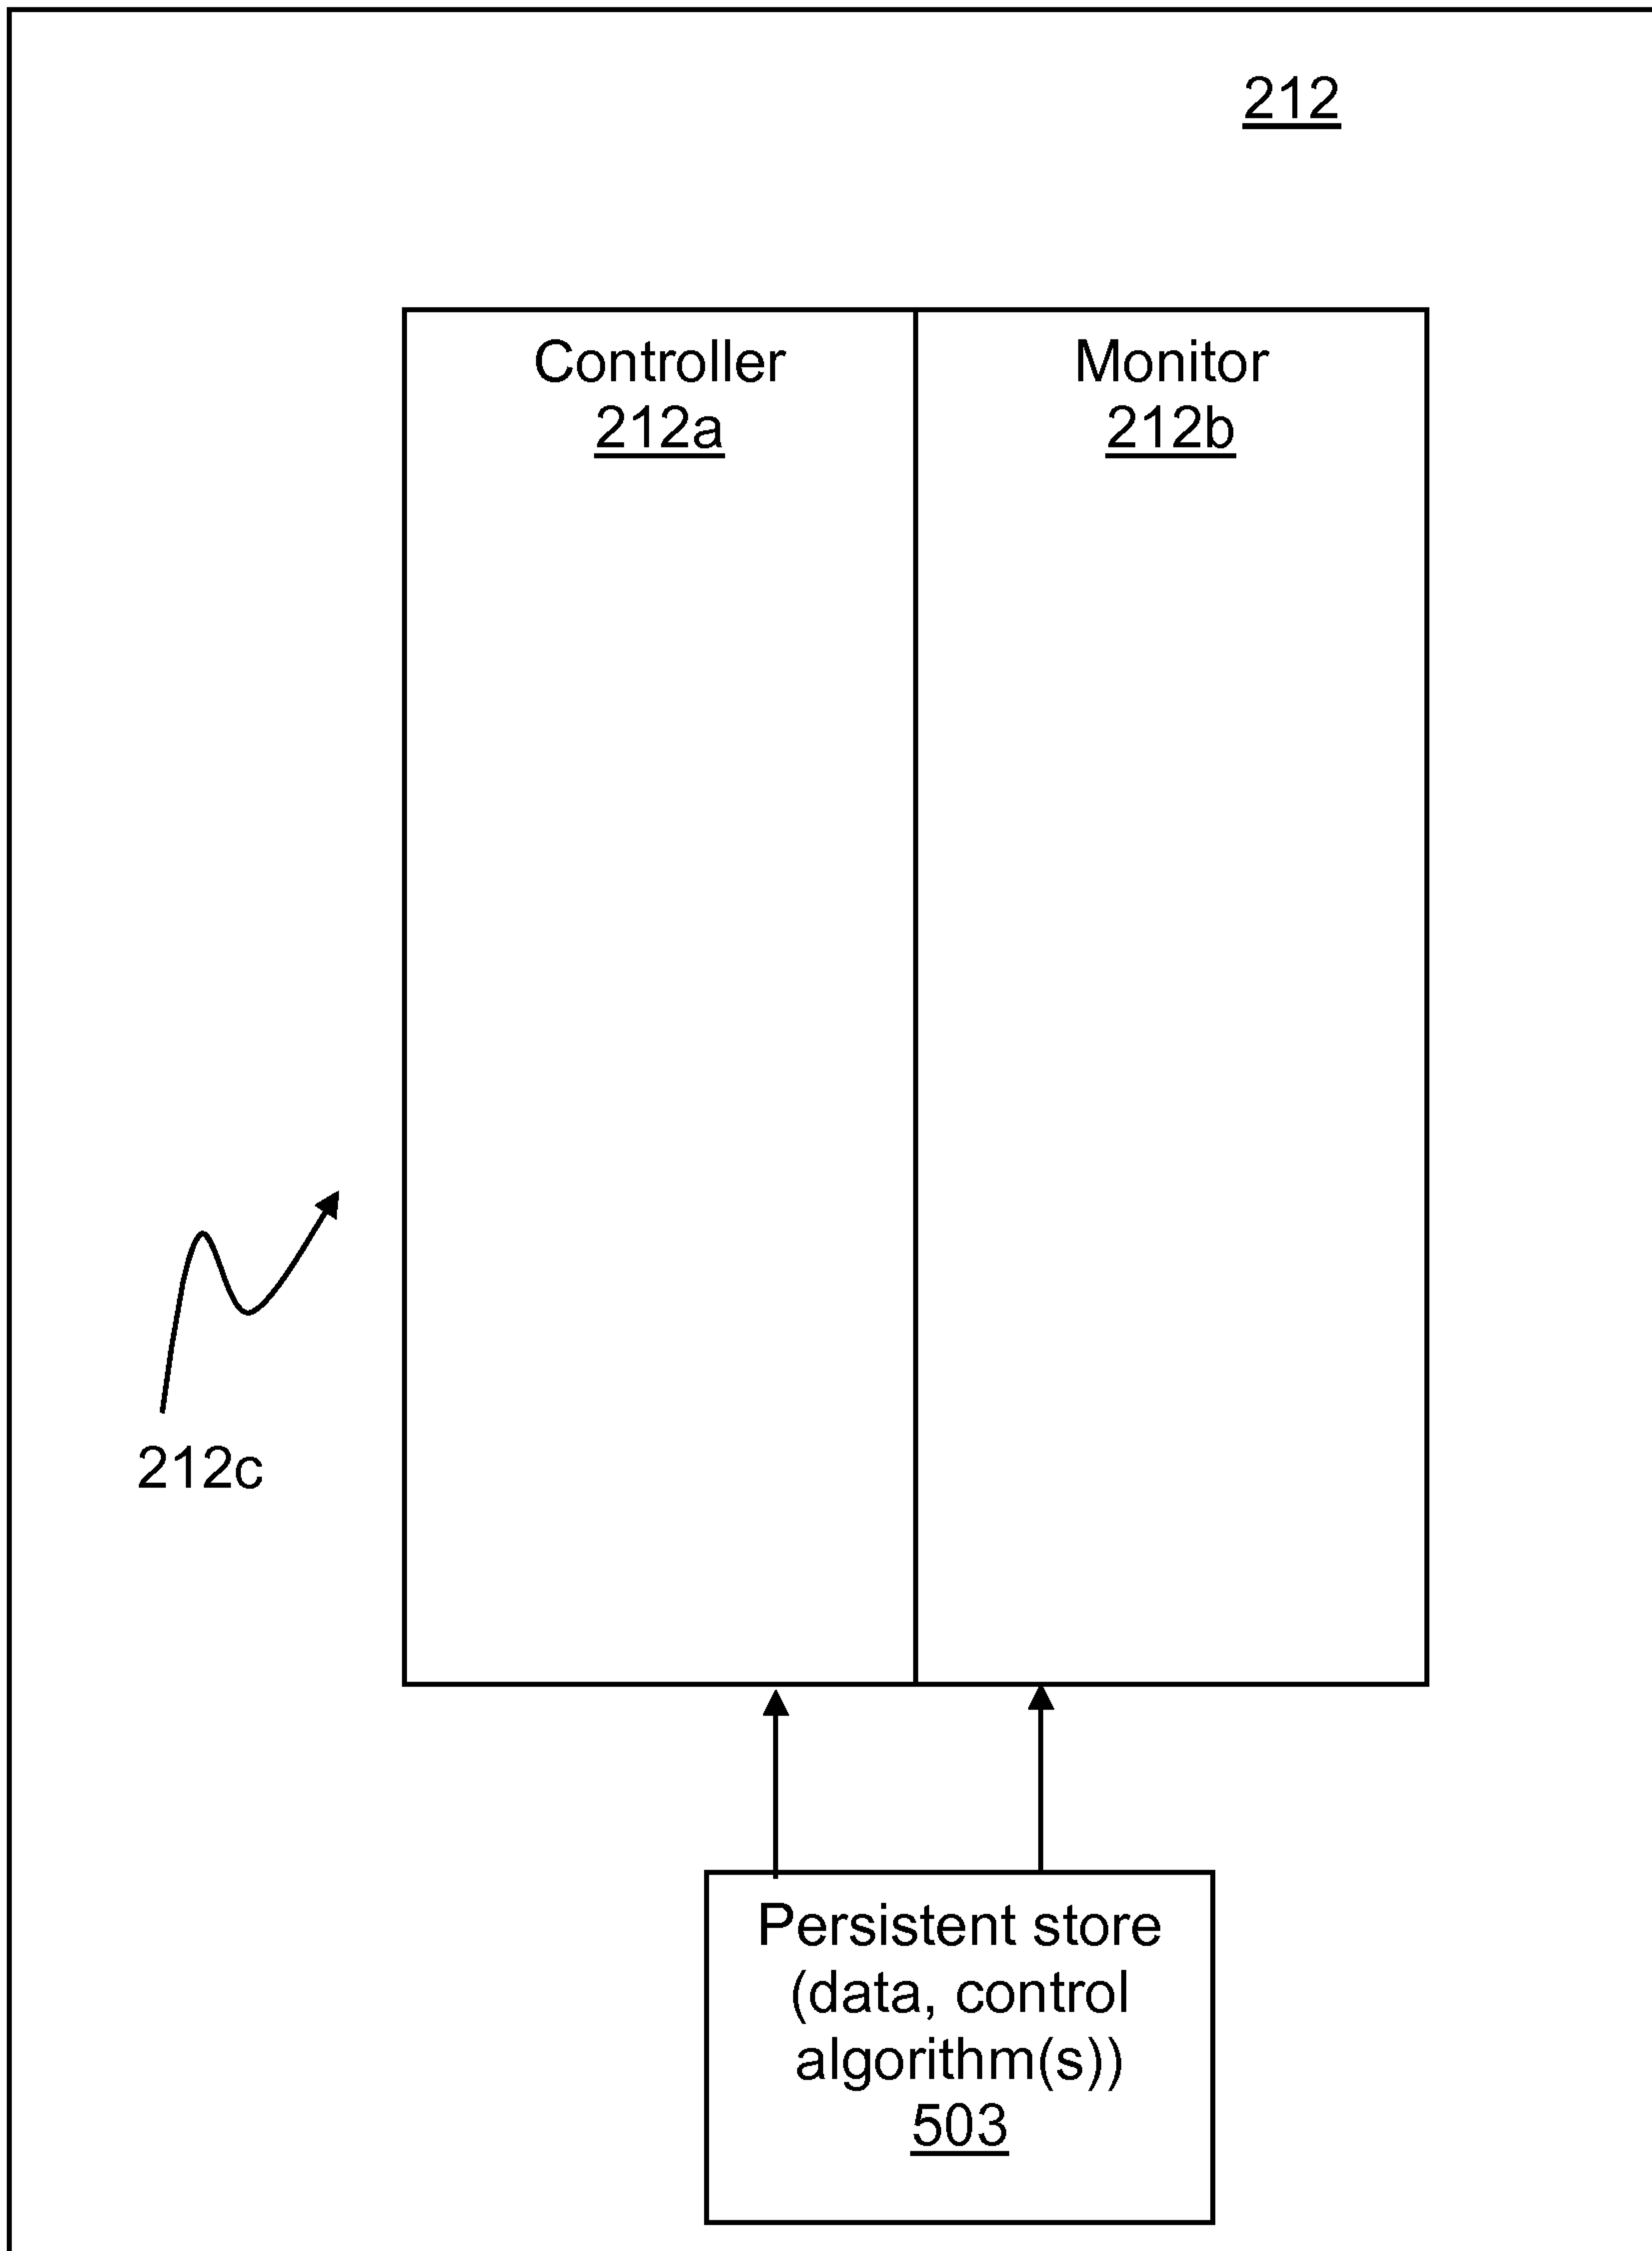 212
Controller
212a
Monitor
212b
212c
Persistent store
(data, control
algorithm(s))
503